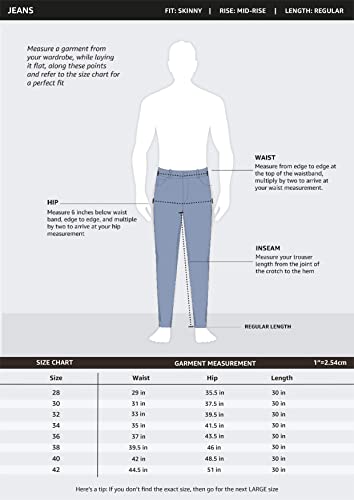 JEANS FIT: SKINNY | RISE: MID-RISE | LENGTH: REGULAR
Measure a garment from
your wardrobe, while laying
it flat, along these points
and refer to the size chart for
a perfect fit
WAIST
Measure from edge to edge
at the top of the waistband,
multiply by two to arrive at
your waist measurement.
HIP
Measure 6 inches below waist
band, edge to edge, and multiply
by two to arrive at your hip
measurement
INSEAM
Measure your trouser
length from the joint of
the crotch to the hem
REGULAR LENGTH
SIZE CHART GARMENT MEASUREMENT 1"=2.54cm
Size Waist Hip Length
28 29 in 35.5 in 30 in
30 31 in 37.5 in 30 in
32 33 in 39.5 in 30 in
34 35 in 41.5 in 30 in
36 37 in 43.5 in 30 in
38 39.5 in 46 in 30 in
40 42 in 48.5 in 30 in
42 44.5 in 51 in 30 in
Here's a tip: If you don't find the exact size, then go for the next LARGE size